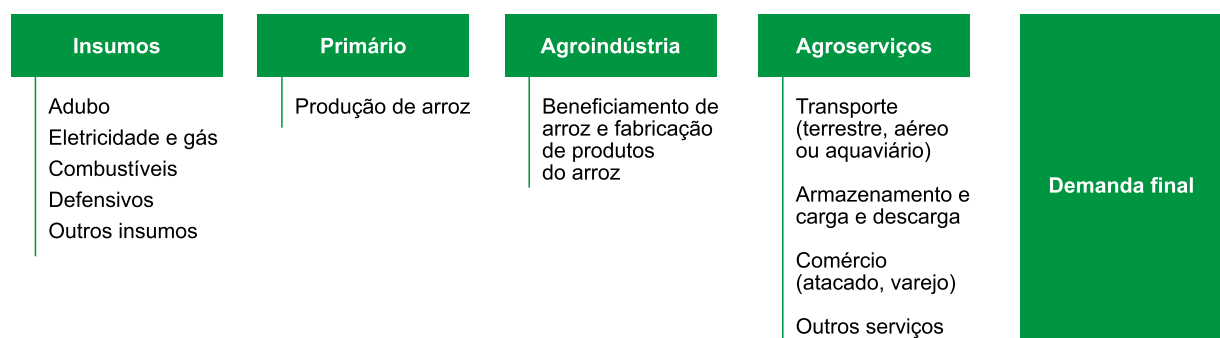 Insumos
Adubo
Eletricidade e gás
Combustíveis
Defensivos
Outros insumos
Primário
Produção de arroz
Agroindústria
Beneficiamento de
arroz e fabricação
de produtos
do arroz
Agroserviços
Transporte
(terrestre, aéreo
ou aquaviário)
Armazenamento e
carga e descarga
Comércio
(atacado, varejo)
Outros serviços
Demanda final